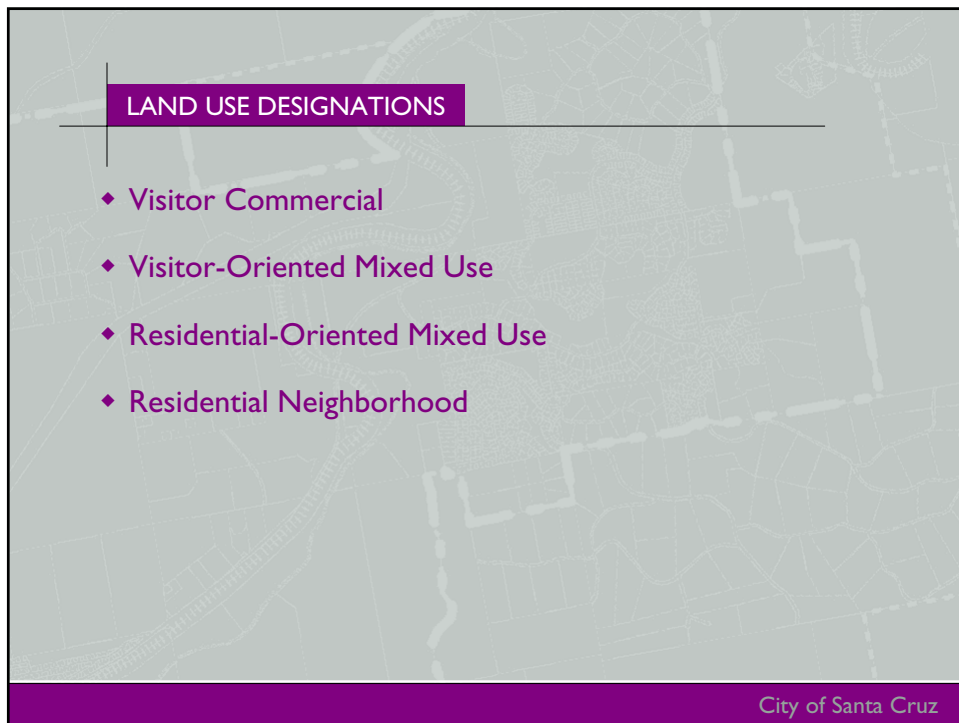 LAND USE DESIGNATIONS
◆ Visitor Commercial
◆ Visitor-Oriented Mixed Use
◆ Residential-Oriented Mixed Use
◆ Residential Neighborhood
City of Santa Cruz